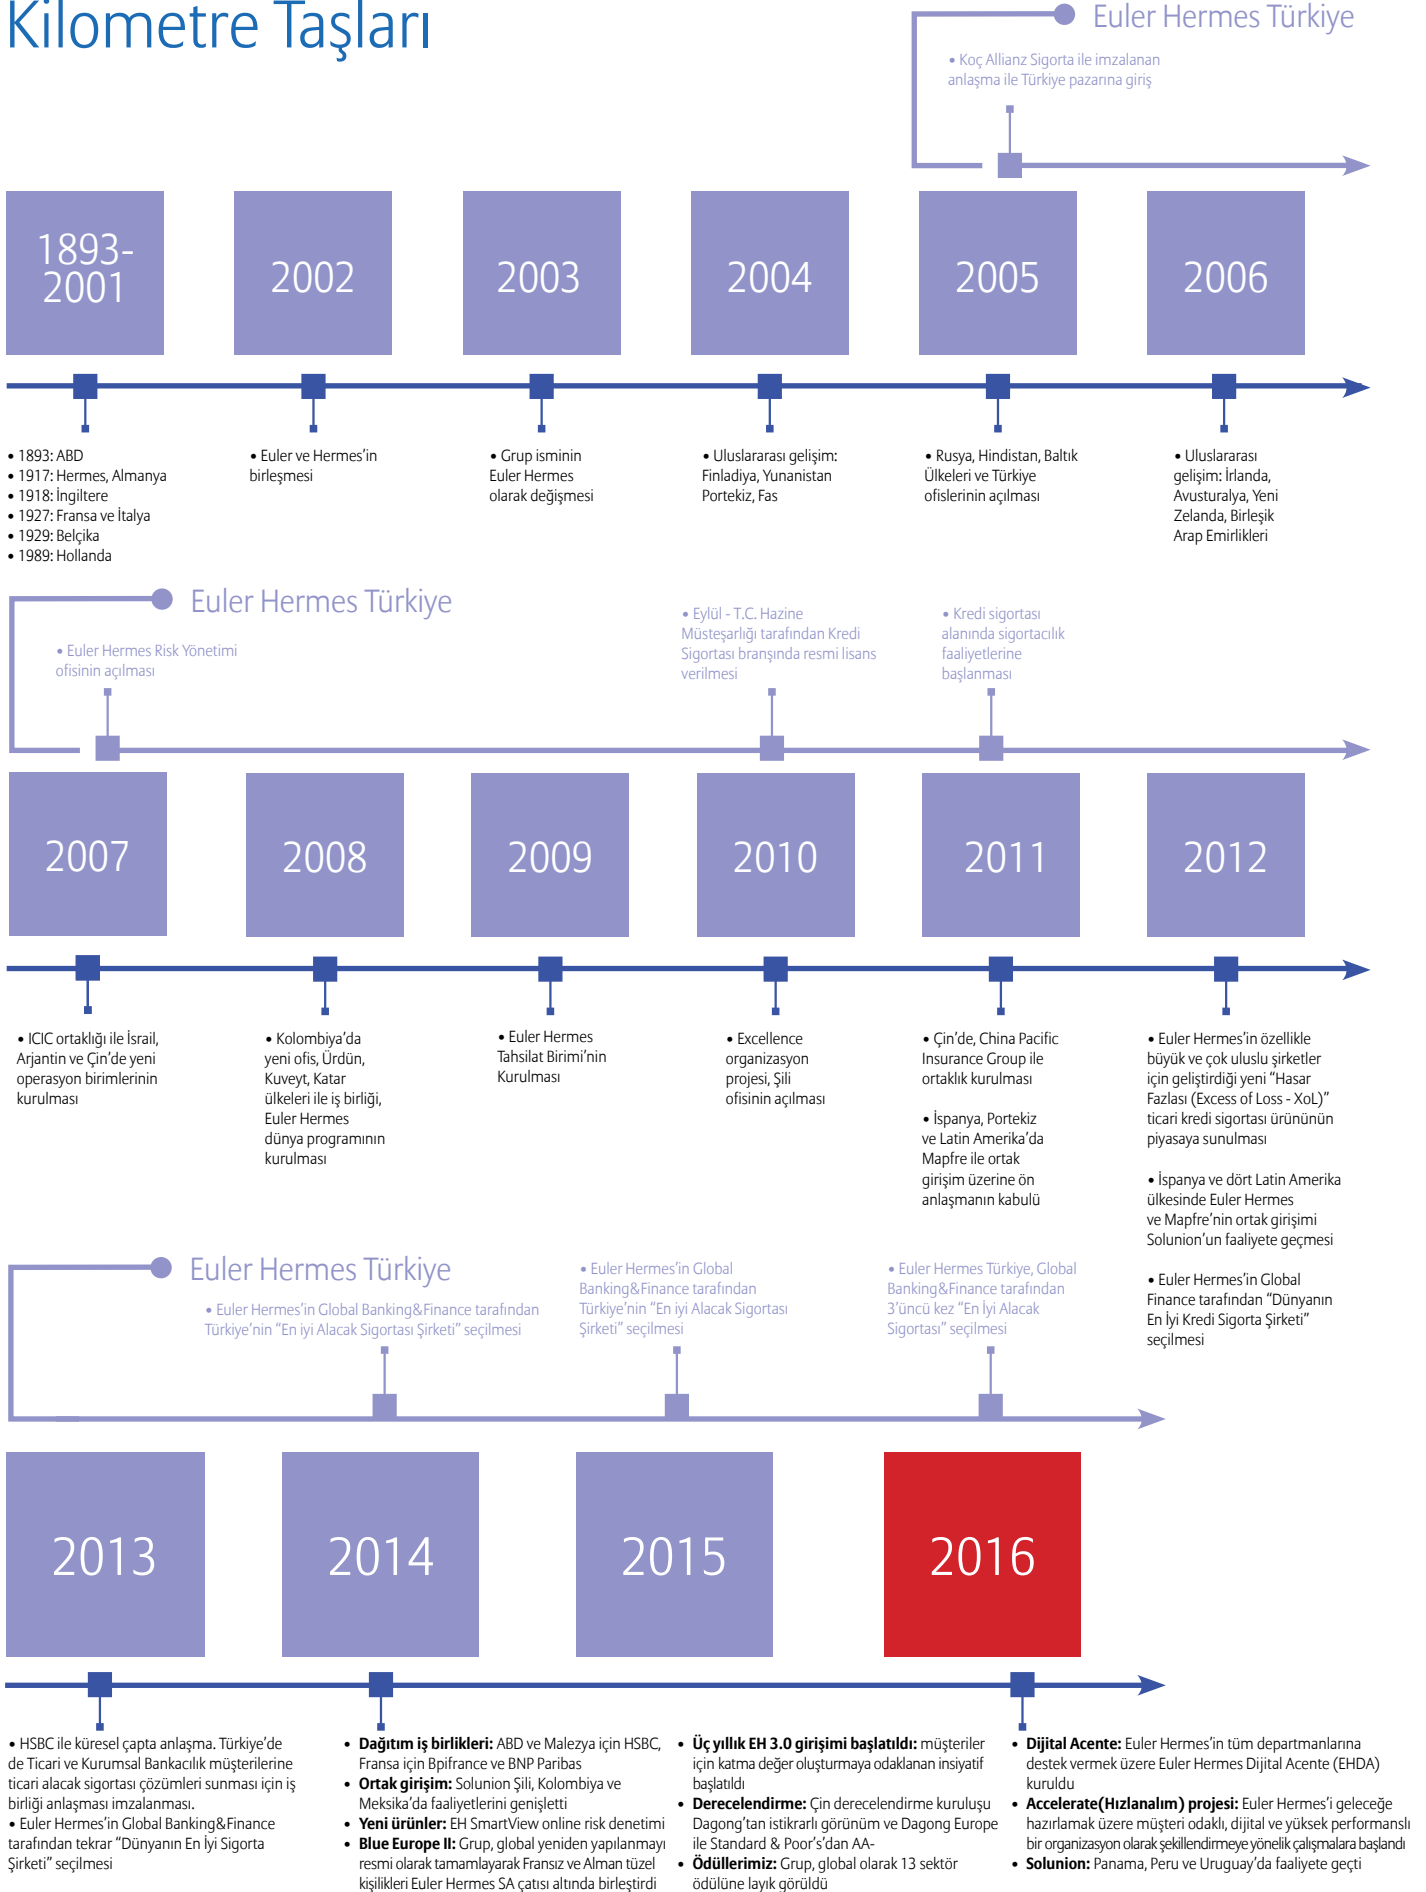 Kilometre Taşları
Euler Hermes Türkiye
• Koç Allianz Sigorta ile imzalanan
anlaşma ile Türkiye pazarına giriş
1893-
2001
2002
2003
2004
2005
2006
• 1893: ABD
• 1917: Hermes, Almanya
• 1918: İngiltere
• 1927: Fransa ve İtalya
• 1929: Belçika
• 1989: Hollanda
• Euler ve Hermes’in
birleşmesi
• Grup isminin
Euler Hermes
olarak değişmesi
• Uluslararası gelişim:
Finladiya, Yunanistan
Portekiz, Fas
• Rusya, Hindistan, Baltık
Ülkeleri ve Türkiye
ofislerinin açılması
• Uluslararası
gelişim: İrlanda,
Avusturalya, Yeni
Zelanda, Birleşik
Arap Emirlikleri
Euler Hermes Türkiye
• Euler Hermes Risk Yönetimi
ofisinin açılması
• Eylül - T.C. Hazine
Müsteşarlığı tarafından Kredi
Sigortası branşında resmi lisans
verilmesi
• Kredi sigortası
alanında sigortacılık
faaliyetlerine
başlanması
2007
2008
2009
2010
2011
2012
• ICIC ortaklığı ile İsrail,
Arjantin ve Çin’de yeni
operasyon birimlerinin
kurulması
• Kolombiya’da
yeni ofis, Ürdün,
Kuveyt, Katar
ülkeleri ile iş birliği,
Euler Hermes
dünya programının
kurulması
• Euler Hermes
Tahsilat Birimi’nin
Kurulması
• Excellence
organizasyon
projesi, Şili
ofisinin açılması
• Çin’de, China Pacific
Insurance Group ile
ortaklık kurulması
• İspanya, Portekiz
ve Latin Amerika’da
Mapfre ile ortak
girişim üzerine ön
anlaşmanın kabulü
• Euler Hermes’in özellikle
büyük ve çok uluslu şirketler
için geliştirdiği yeni “Hasar
Fazlası (Excess of Loss - XoL)”
ticari kredi sigortası ürününün
piyasaya sunulması
• İspanya ve dört Latin Amerika
ülkesinde Euler Hermes
ve Mapfre’nin ortak girişimi
Solunion’un faaliyete geçmesi
• Euler Hermes’in Global
Finance tarafından “Dünyanın
En İyi Kredi Sigorta Şirketi”
seçilmesi
Euler Hermes Türkiye
• Euler Hermes’in Global Banking&Finance tarafından
Türkiye’nin “En iyi Alacak Sigortası Şirketi” seçilmesi
• Euler Hermes’in Global
Banking&Finance tarafından
Türkiye’nin “En iyi Alacak Sigortası
Şirketi” seçilmesi
• Euler Hermes Türkiye, Global
Banking&Finance tarafından
3’üncü kez “En İyi Alacak
Sigortası” seçilmesi
2013
2014
2015
2016
• HSBC ile küresel çapta anlaşma. Türkiye’de
de Ticari ve Kurumsal Bankacılık müşterilerine
ticari alacak sigortası çözümleri sunması için iş
birliği anlaşması imzalanması.
• Euler Hermes’in Global Banking&Finance
tarafından tekrar “Dünyanın En İyi Sigorta
Şirketi” seçilmesi
• Dağıtım iş birlikleri: ABD ve Malezya için HSBC,
Fransa için Bpifrance ve BNP Paribas
• Ortak girişim: Solunion Şili, Kolombiya ve
Meksika’da faaliyetlerini genişletti
• Yeni ürünler: EH SmartView online risk denetimi
• Blue Europe II: Grup, global yeniden yapılanmayı
resmi olarak tamamlayarak Fransız ve Alman tüzel
kişilikleri Euler Hermes SA çatısı altında birleştirdi
• Üç yıllık EH 3.0 girişimi başlatıldı: müşteriler
için katma değer oluşturmaya odaklanan insiyatif
başlatıldı
• Derecelendirme: Çin derecelendirme kuruluşu
Dagong’tan istikrarlı görünüm ve Dagong Europe
ile Standard & Poor’s’dan AA-
• Ödüllerimiz: Grup, global olarak 13 sektör
ödülüne layık görüldü
• Dijital Acente: Euler Hermes’in tüm departmanlarına
destek vermek üzere Euler Hermes Dijital Acente (EHDA)
kuruldu
• Accelerate(Hızlanalım) projesi: Euler Hermes’i geleceğe
hazırlamak üzere müşteri odaklı, dijital ve yüksek performanslı
bir organizasyon olarak şekillendirmeye yönelik çalışmalara başlandı
• Solunion: Panama, Peru ve Uruguay’da faaliyete geçti